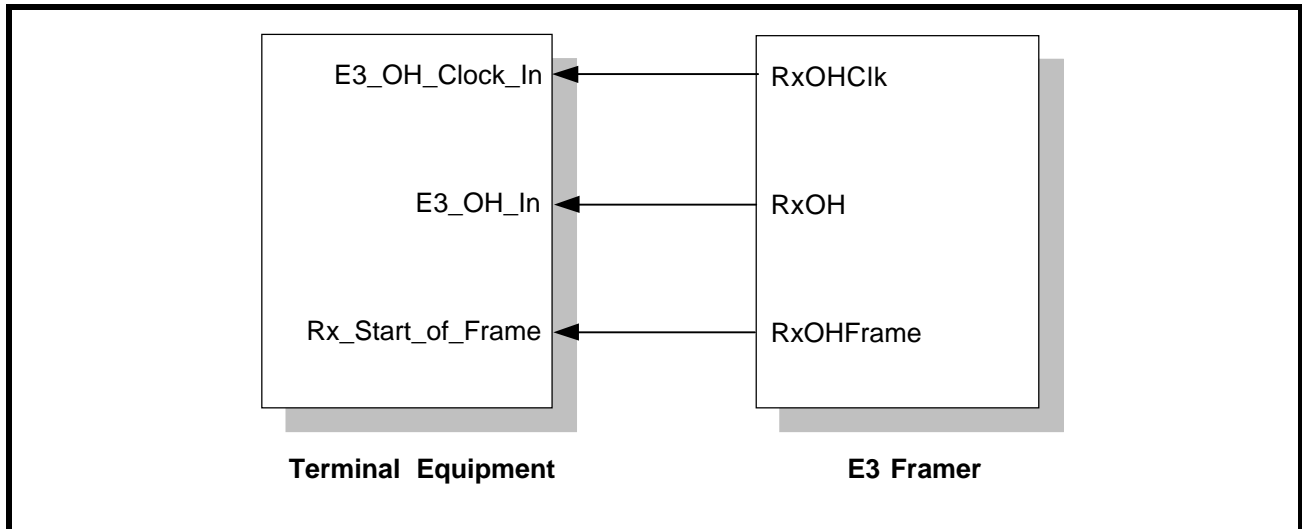 E3_OH_Clock_In
RxOHClk
E3_OH_In
RxOH
Rx_Start_of_Frame
RxOHFrame
Terminal Equipment
E3 Framer